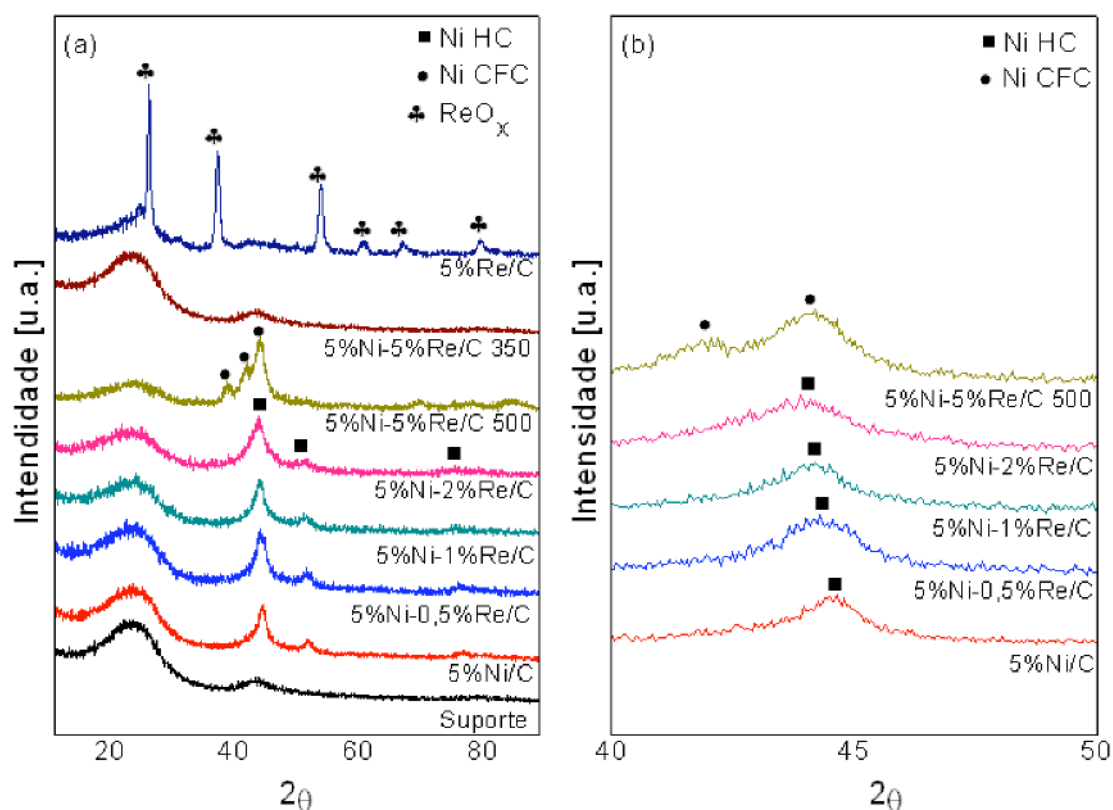 (a)
■ Ni HC
● Ni CFC
♣ ReOₓ
5%Re/C
5%Ni-5%Re/C 350
5%Ni-5%Re/C 500
5%Ni-2%Re/C
5%Ni-1%Re/C
5%Ni-0,5%Re/C
5%Ni/C
Suporte
Intendidade [u.a.]
20 40 60 80
2θ
(b)
■ Ni HC
● Ni CFC
5%Ni-5%Re/C 500
5%Ni-2%Re/C
5%Ni-1%Re/C
5%Ni-0,5%Re/C
5%Ni/C
Intensidade [u.a.]
40 45 50
2θ